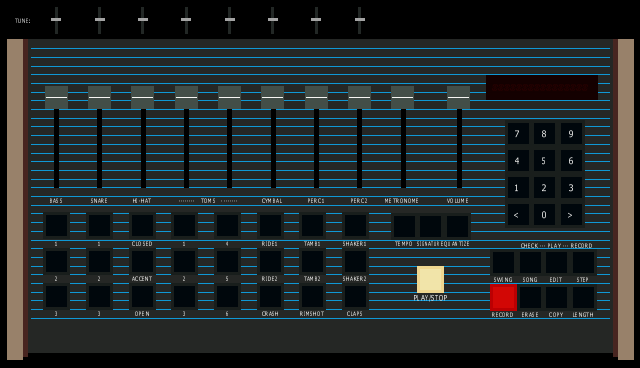 TUNE:
7 8 9
4 5 6
1 2 3
< 0 >
BASS SNARE HI-HAT TOMS CYMBAL PERC1 PERC2 METRONOME VOLUME
1 1 CLOSED 1 4 RIDE1 TAMB1 SHAKER1 TEMPO SIGNATURE QUANTIZE
CHECK PLAY RECORD
2 2 ACCENT 2 5 RIDE2 TAMB2 SHAKER2 SWING SONG EDIT STEP
PLAY/STOP
3 3 OPEN 3 6 CRASH RIMSHOT CLAPS RECORD ERASE COPY LENGTH